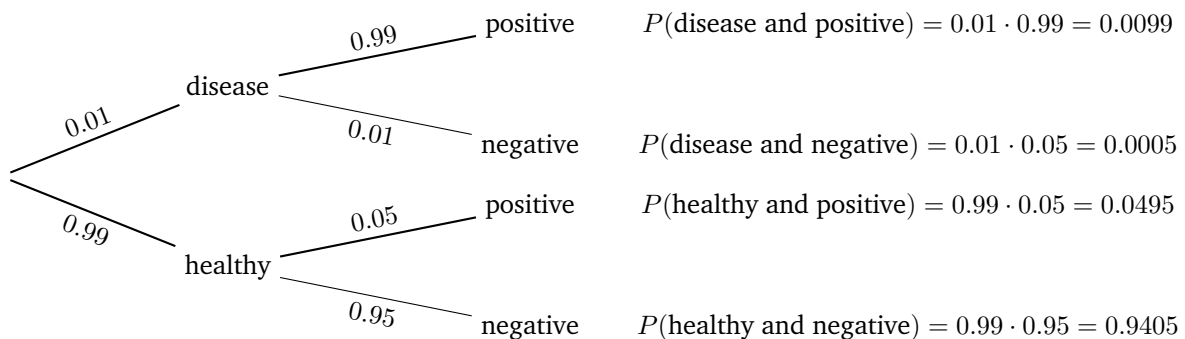 0.99 positive P(disease and positive) = 0.01 · 0.99 = 0.0099
disease
0.01
0.01 negative P(disease and negative) = 0.01 · 0.05 = 0.0005
0.99
0.05 positive P(healthy and positive) = 0.99 · 0.05 = 0.0495
healthy
0.95 negative P(healthy and negative) = 0.99 · 0.95 = 0.9405